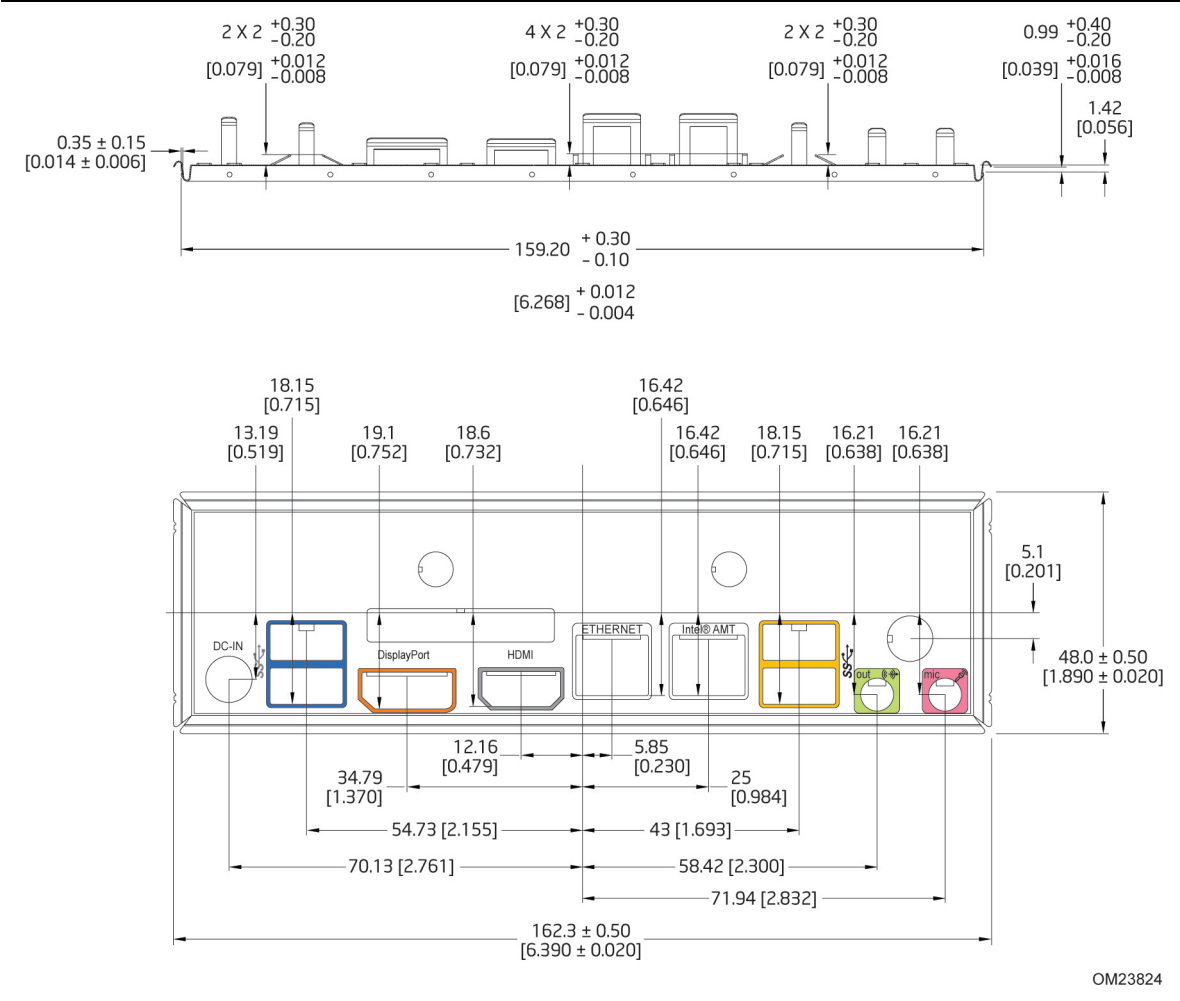 2 X 2 +0.30 -0.20
[0.079] +0.012 -0.008
4 X 2 +0.30 -0.20
[0.079] +0.012 -0.008
2 X 2 +0.30 -0.20
[0.079] +0.012 -0.008
0.99 +0.40 -0.20
[0.039] +0.016 -0.008
1.42
[0.056]
0.35 ± 0.15
[0.014 ± 0.006]
159.20 + 0.30 - 0.10
[6.268] + 0.012 - 0.004
18.15
[0.715]
16.42
[0.646]
13.19
[0.519]
19.1
[0.752]
18.6
[0.732]
16.42
[0.646]
18.15
[0.715]
16.21
[0.638]
16.21
[0.638]
5.1
[0.201]
ETHERNET
Intel® AMT
DC-IN
SS
DisplayPort
HDMI
SS
out
mic
48.0 ± 0.50
[1.890 ± 0.020]
12.16
[0.479]
5.85
[0.230]
34.79
[1.370]
25
[0.984]
54.73 [2.155]
43 [1.693]
70.13 [2.761]
58.42 [2.300]
71.94 [2.832]
162.3 ± 0.50
[6.390 ± 0.020]
OM23824